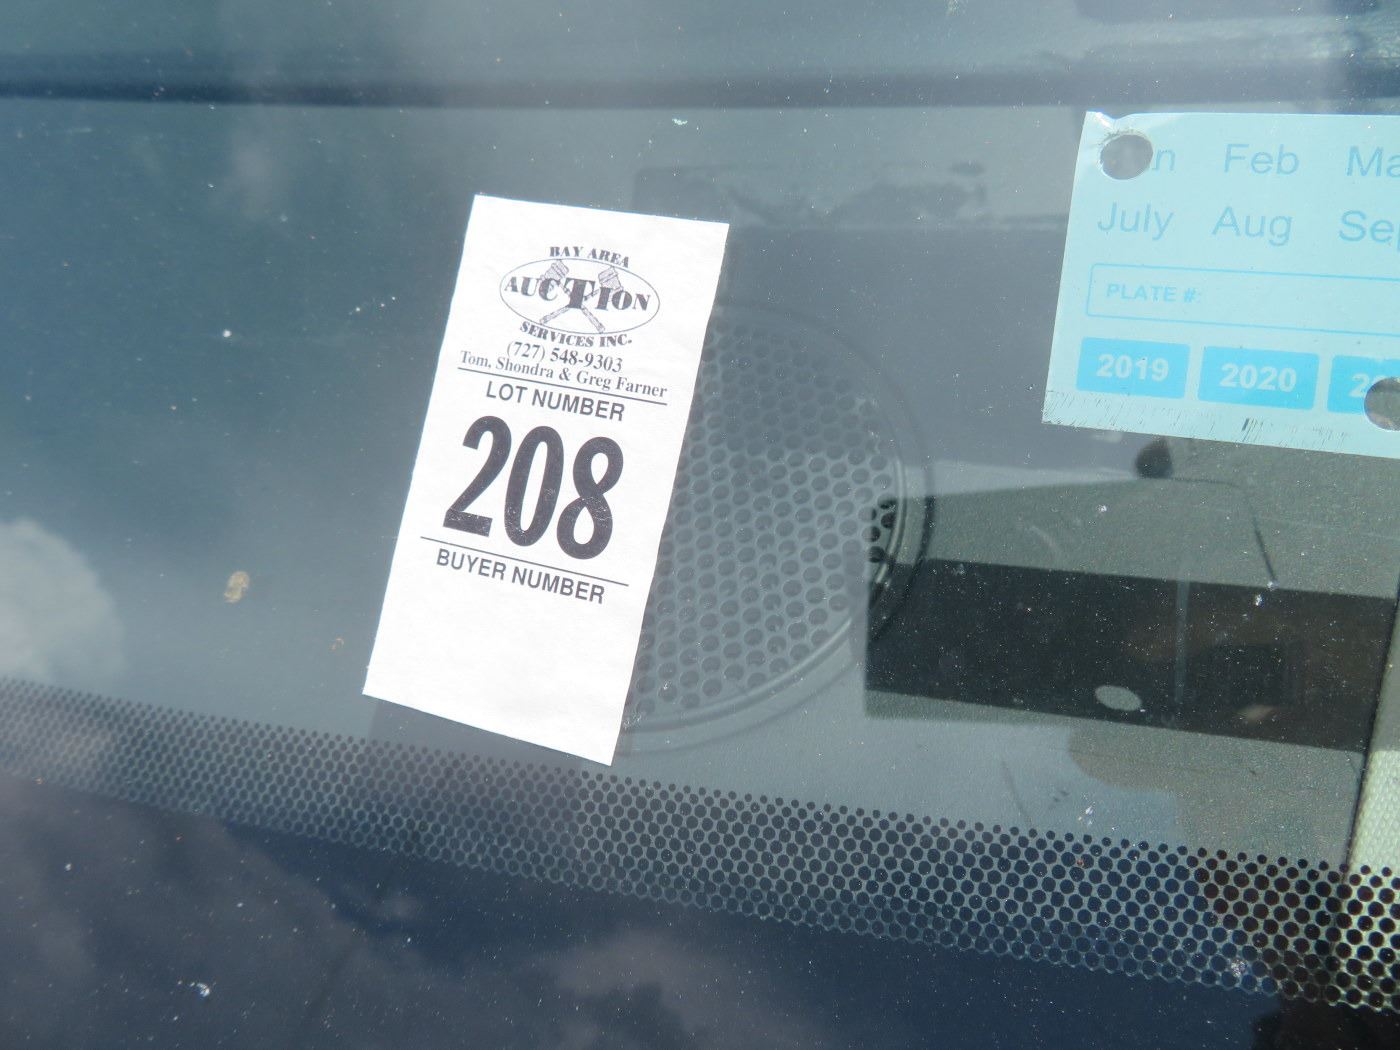 BAY AREA
AUCTION
SERVICES INC.
(727) 548-9303
Tom, Shondra & Greg Farner
LOT NUMBER
208
BUYER NUMBER
Feb
July Aug
PLATE #:
2019 2020